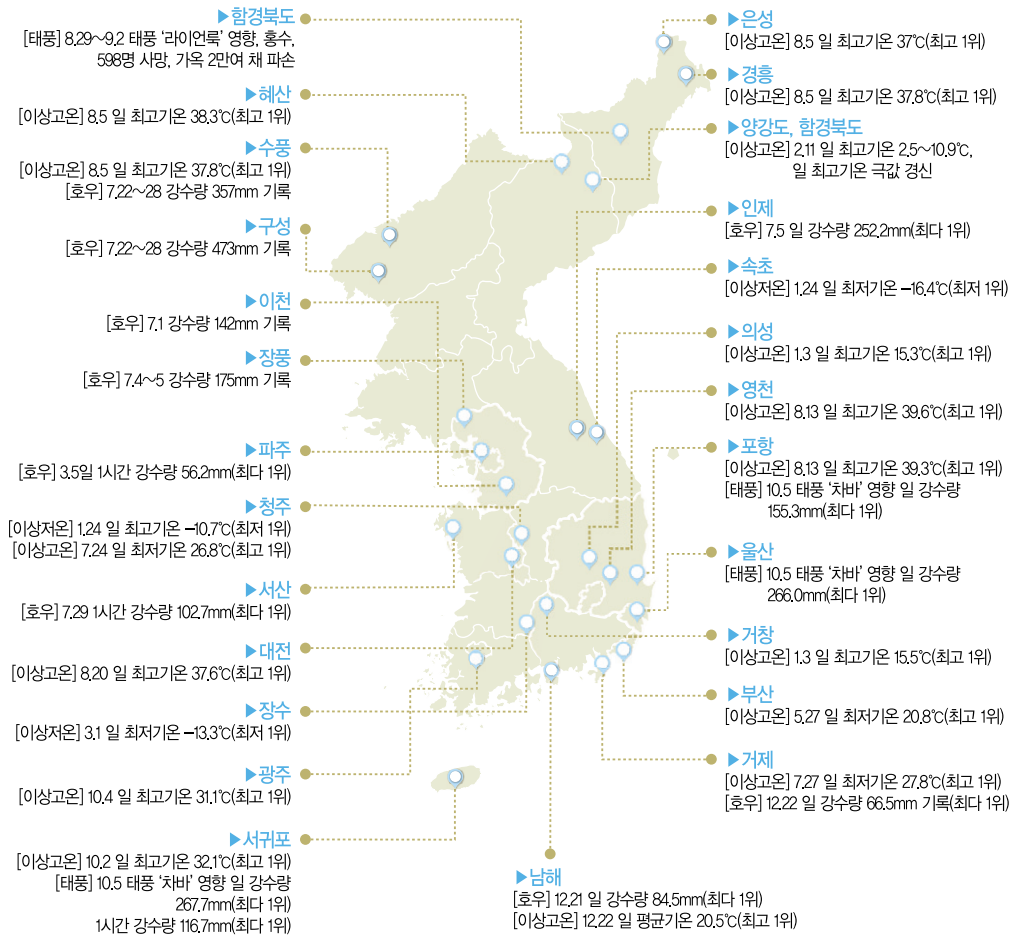 ▶함경북도
[태풍] 8.29~9.2 태풍 ‘라이언룩’ 영향, 홍수,
598명 사망, 가옥 2만여 채 파손
▶혜산
[이상고온] 8.5 일 최고기온 38.3℃(최고 1위)
▶수풍
[이상고온] 8.5 일 최고기온 37.8℃(최고 1위)
[호우] 7.22~28 강수량 357mm 기록
▶구성
[호우] 7.22~28 강수량 473mm 기록
▶이천
[호우] 7.1 강수량 142mm 기록
▶장풍
[호우] 7.4~5 강수량 175mm 기록
▶파주
[호우] 3.5일 1시간 강수량 56.2mm(최다 1위)
▶청주
[이상저온] 1.24 일 최고기온 –10.7℃(최저 1위)
[이상고온] 7.24 일 최저기온 26.8℃(최고 1위)
▶서산
[호우] 7.29 1시간 강수량 102.7mm(최다 1위)
▶대전
[이상고온] 8.20 일 최고기온 37.6℃(최고 1위)
▶장수
[이상저온] 3.1 일 최저기온 –13.3℃(최저 1위)
▶광주
[이상고온] 10.4 일 최고기온 31.1℃(최고 1위)
▶서귀포
[이상고온] 10.2 일 최고기온 32.1℃(최고 1위)
[태풍] 10.5 태풍 ‘차바’ 영향 일 강수량
267.7mm(최다 1위)
1시간 강수량 116.7mm(최다 1위)
▶은성
[이상고온] 8.5 일 최고기온 37℃(최고 1위)
▶경흥
[이상고온] 8.5 일 최고기온 37.8℃(최고 1위)
▶양강도, 함경북도
[이상고온] 2.11 일 최고기온 2.5~10.9℃,
일 최고기온 극값 경신
▶인제
[호우] 7.5 일 강수량 252.2mm(최다 1위)
▶속초
[이상저온] 1.24 일 최저기온 –16.4℃(최저 1위)
▶의성
[이상고온] 1.3 일 최고기온 15.3℃(최고 1위)
▶영천
[이상고온] 8.13 일 최고기온 39.6℃(최고 1위)
▶포항
[이상고온] 8.13 일 최고기온 39.3℃(최고 1위)
[태풍] 10.5 태풍 ‘차바’ 영향 일 강수량
155.3mm(최다 1위)
▶울산
[태풍] 10.5 태풍 ‘차바’ 영향 일 강수량
266.0mm(최다 1위)
▶거창
[이상고온] 1.3 일 최고기온 15.5℃(최고 1위)
▶부산
[이상고온] 5.27 일 최저기온 20.8℃(최고 1위)
▶거제
[이상고온] 7.27 일 최저기온 27.8℃(최고 1위)
[호우] 12.22 일 강수량 66.5mm 기록(최다 1위)
▶남해
[호우] 12.21 일 강수량 84.5mm(최다 1위)
[이상고온] 12.22 일 평균기온 20.5℃(최고 1위)